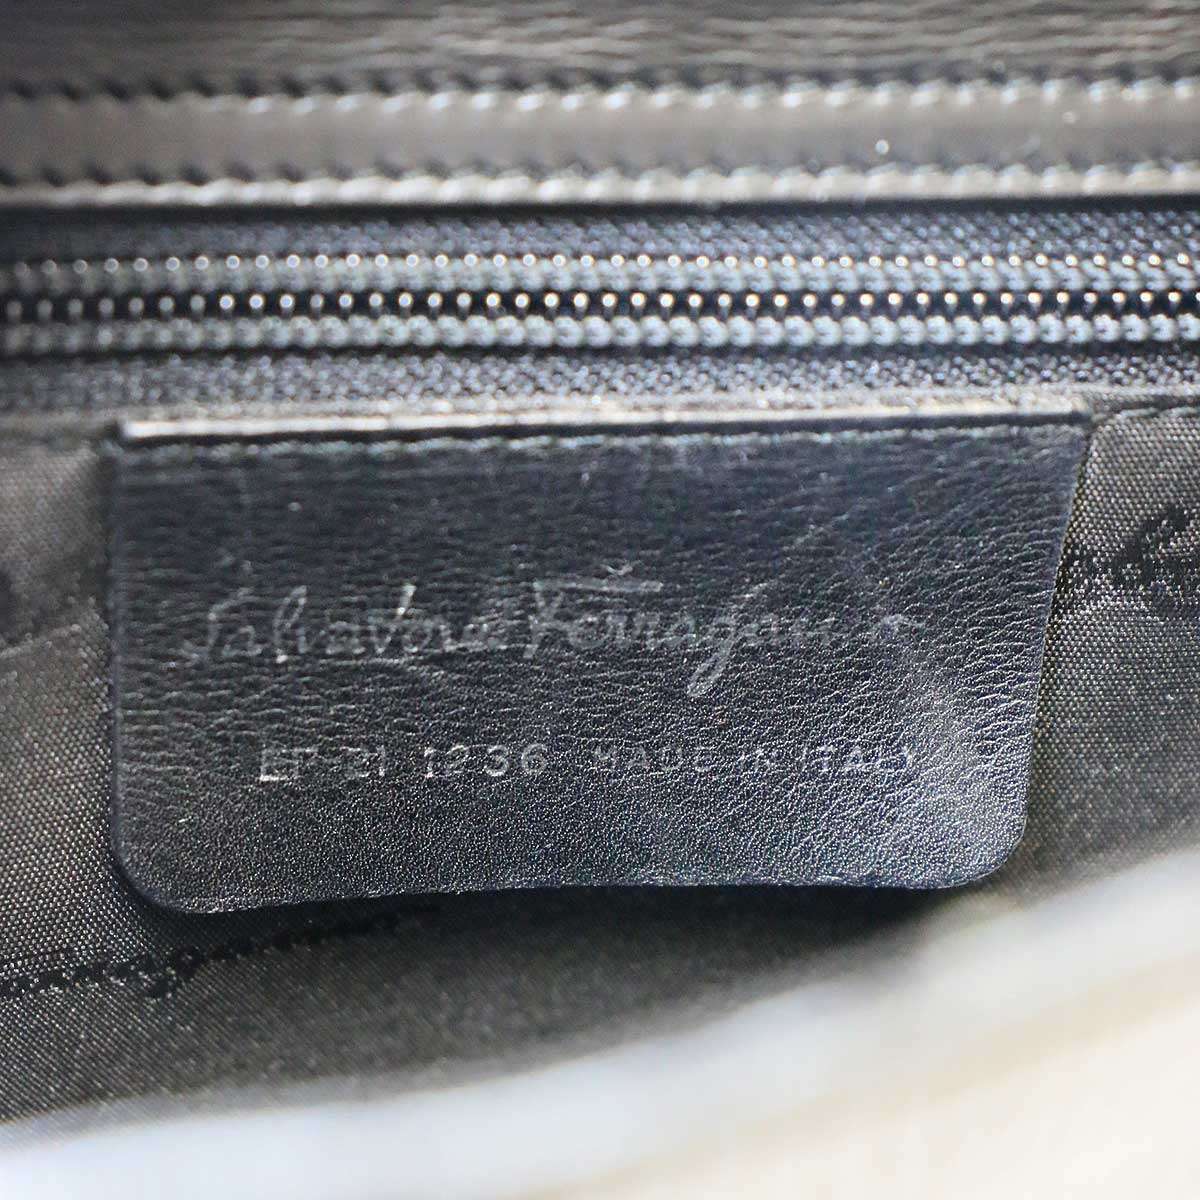 Salvatore Ferragamo
EF-21 1236 MADE IN ITALY